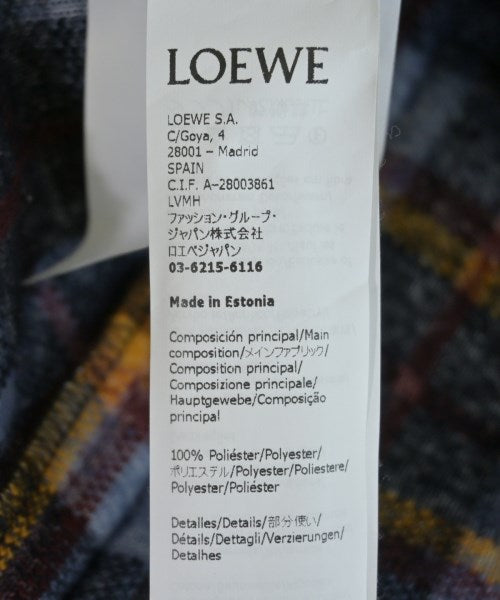 LOEWE
LOEWE S.A.
C/Goya, 4
28001 – Madrid
SPAIN
C.I.F. A-28003861
LVMH
ファッション・グループ・
ジャパン株式会社
ロエベジャパン
03-6215-6116
Made in Estonia
Composición principal/Main
composition/メインファブリック/
Composition principal/
Composizione principale/
Hauptgewebe/Composição
principal
100% Poliéster/Polyester/
ポリエステル/Polyester/Poliestere/
Polyester/Poliéster
Detalles/Details/部分使い/
Détails/Dettagli/Verzierungen/
Detalhes